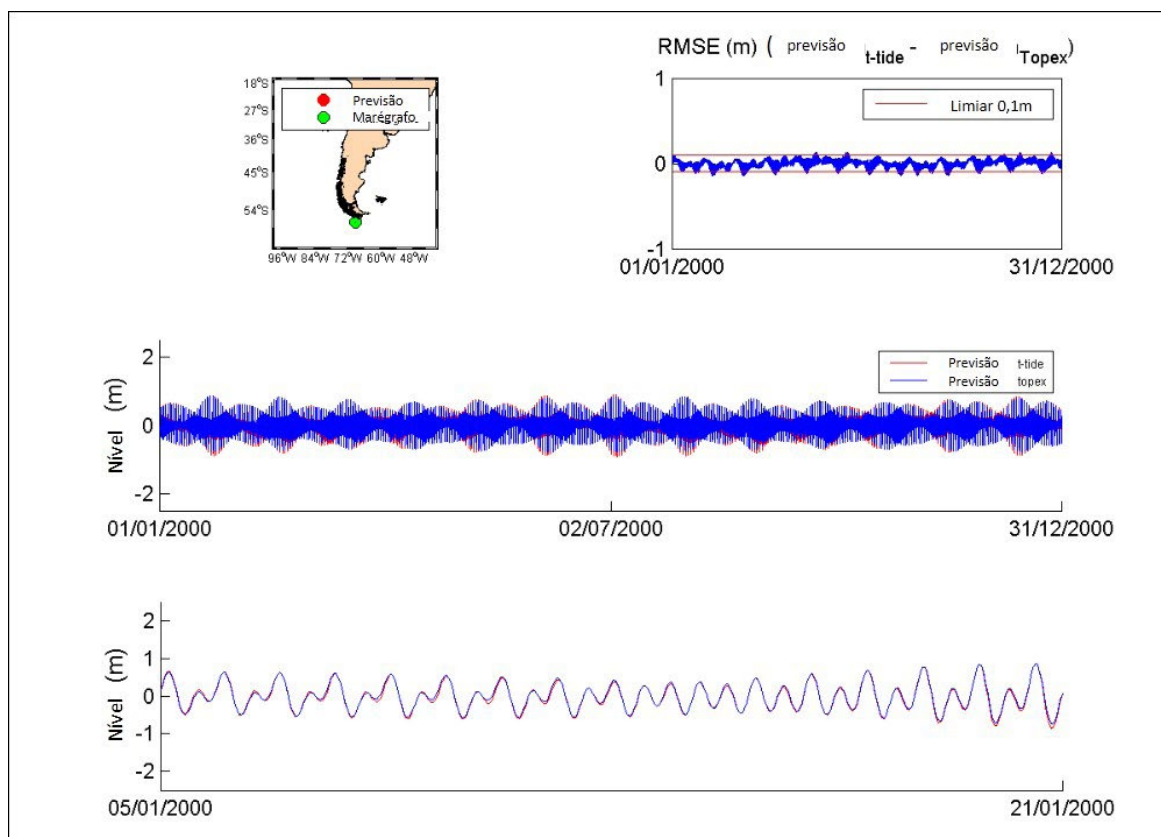 RMSE (m) ( previsão t-tide - previsão Topex)
18°S
27°S
36°S
45°S
54°S
96°W 84°W 72°W 60°W 48°W
Previsão
Marégrafo
1
0
-1
Limiar 0,1m
01/01/2000 31/12/2000
Nível (m)
2
0
-2
Previsão t-tide
Previsão topex
01/01/2000 02/07/2000 31/12/2000
Nível (m)
2
1
0
-1
-2
05/01/2000 21/01/2000